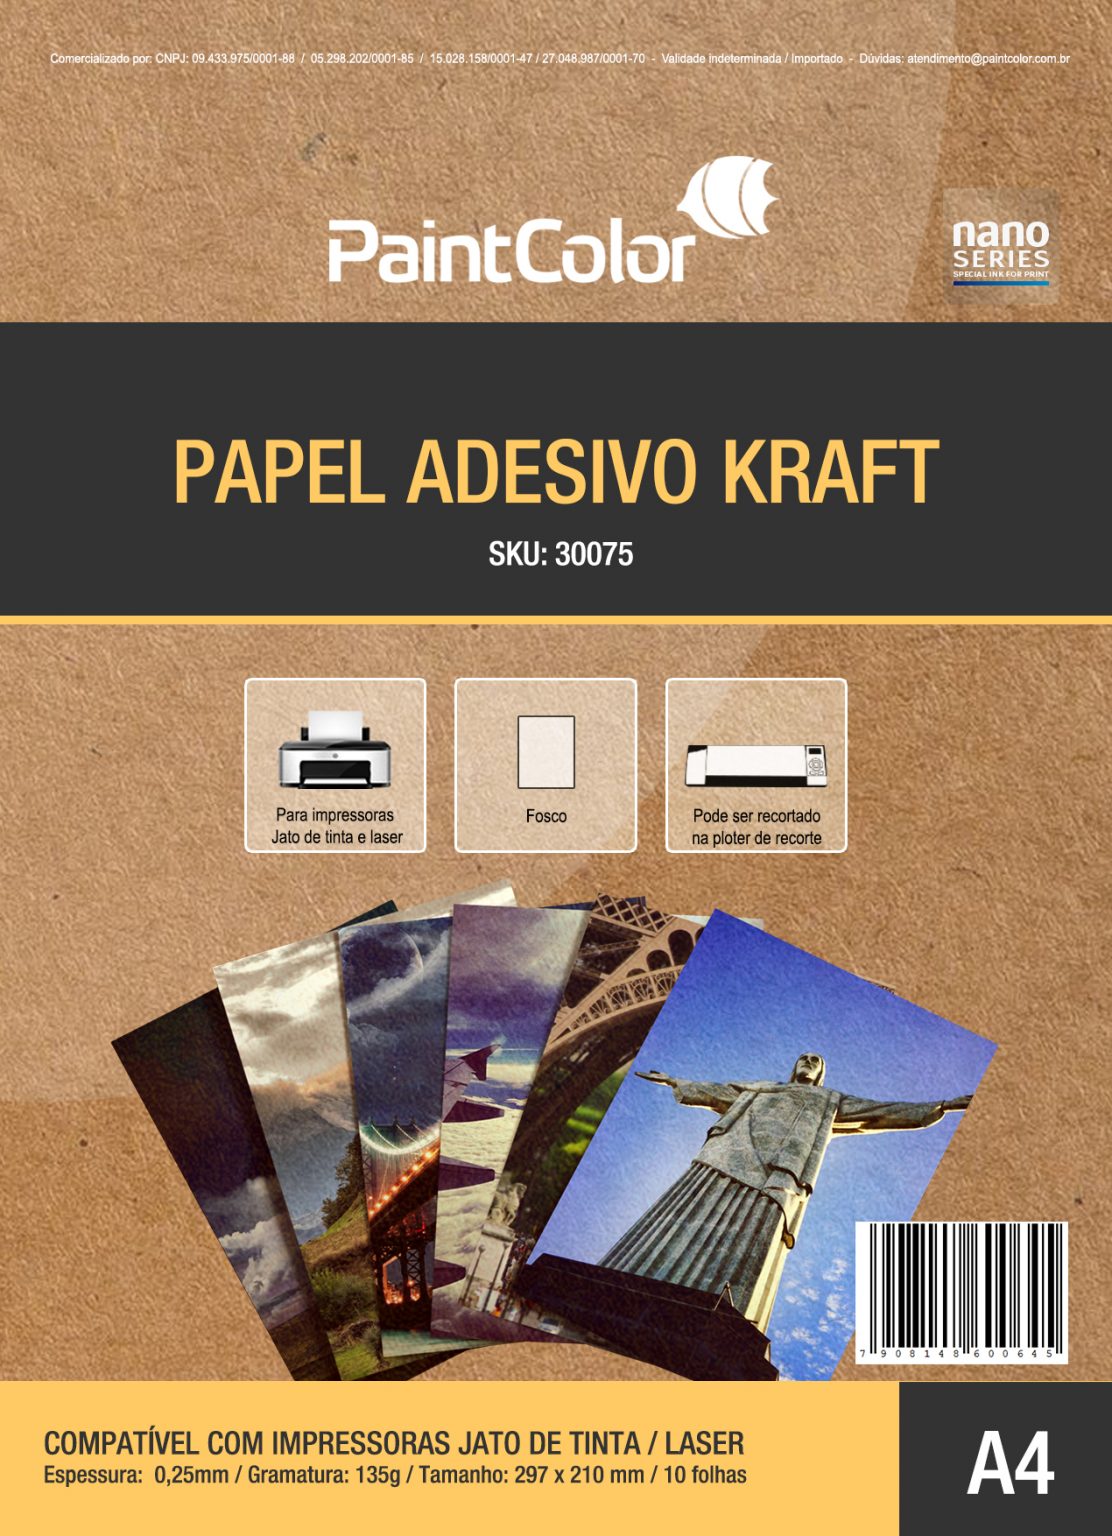 Comercializado por: CNPJ: 09.433.975/0001-88 / 05.298.202/0001-85 / 15.028.158/0001-47 / 27.048.987/0001-70 - Validade indeterminada / Importado - Dúvidas: atendimento@paintcolor.com.br
PaintColor
nano
SERIES
SPECIAL INK FOR PRINT
PAPEL ADESIVO KRAFT
SKU: 30075
Para impressoras
Jato de tinta e laser
Fosco
Pode ser recortado
na ploter de recorte
7908148600645
COMPATÍVEL COM IMPRESSORAS JATO DE TINTA / LASER
Espessura: 0,25mm / Gramatura: 135g / Tamanho: 297 x 210 mm / 10 folhas
A4